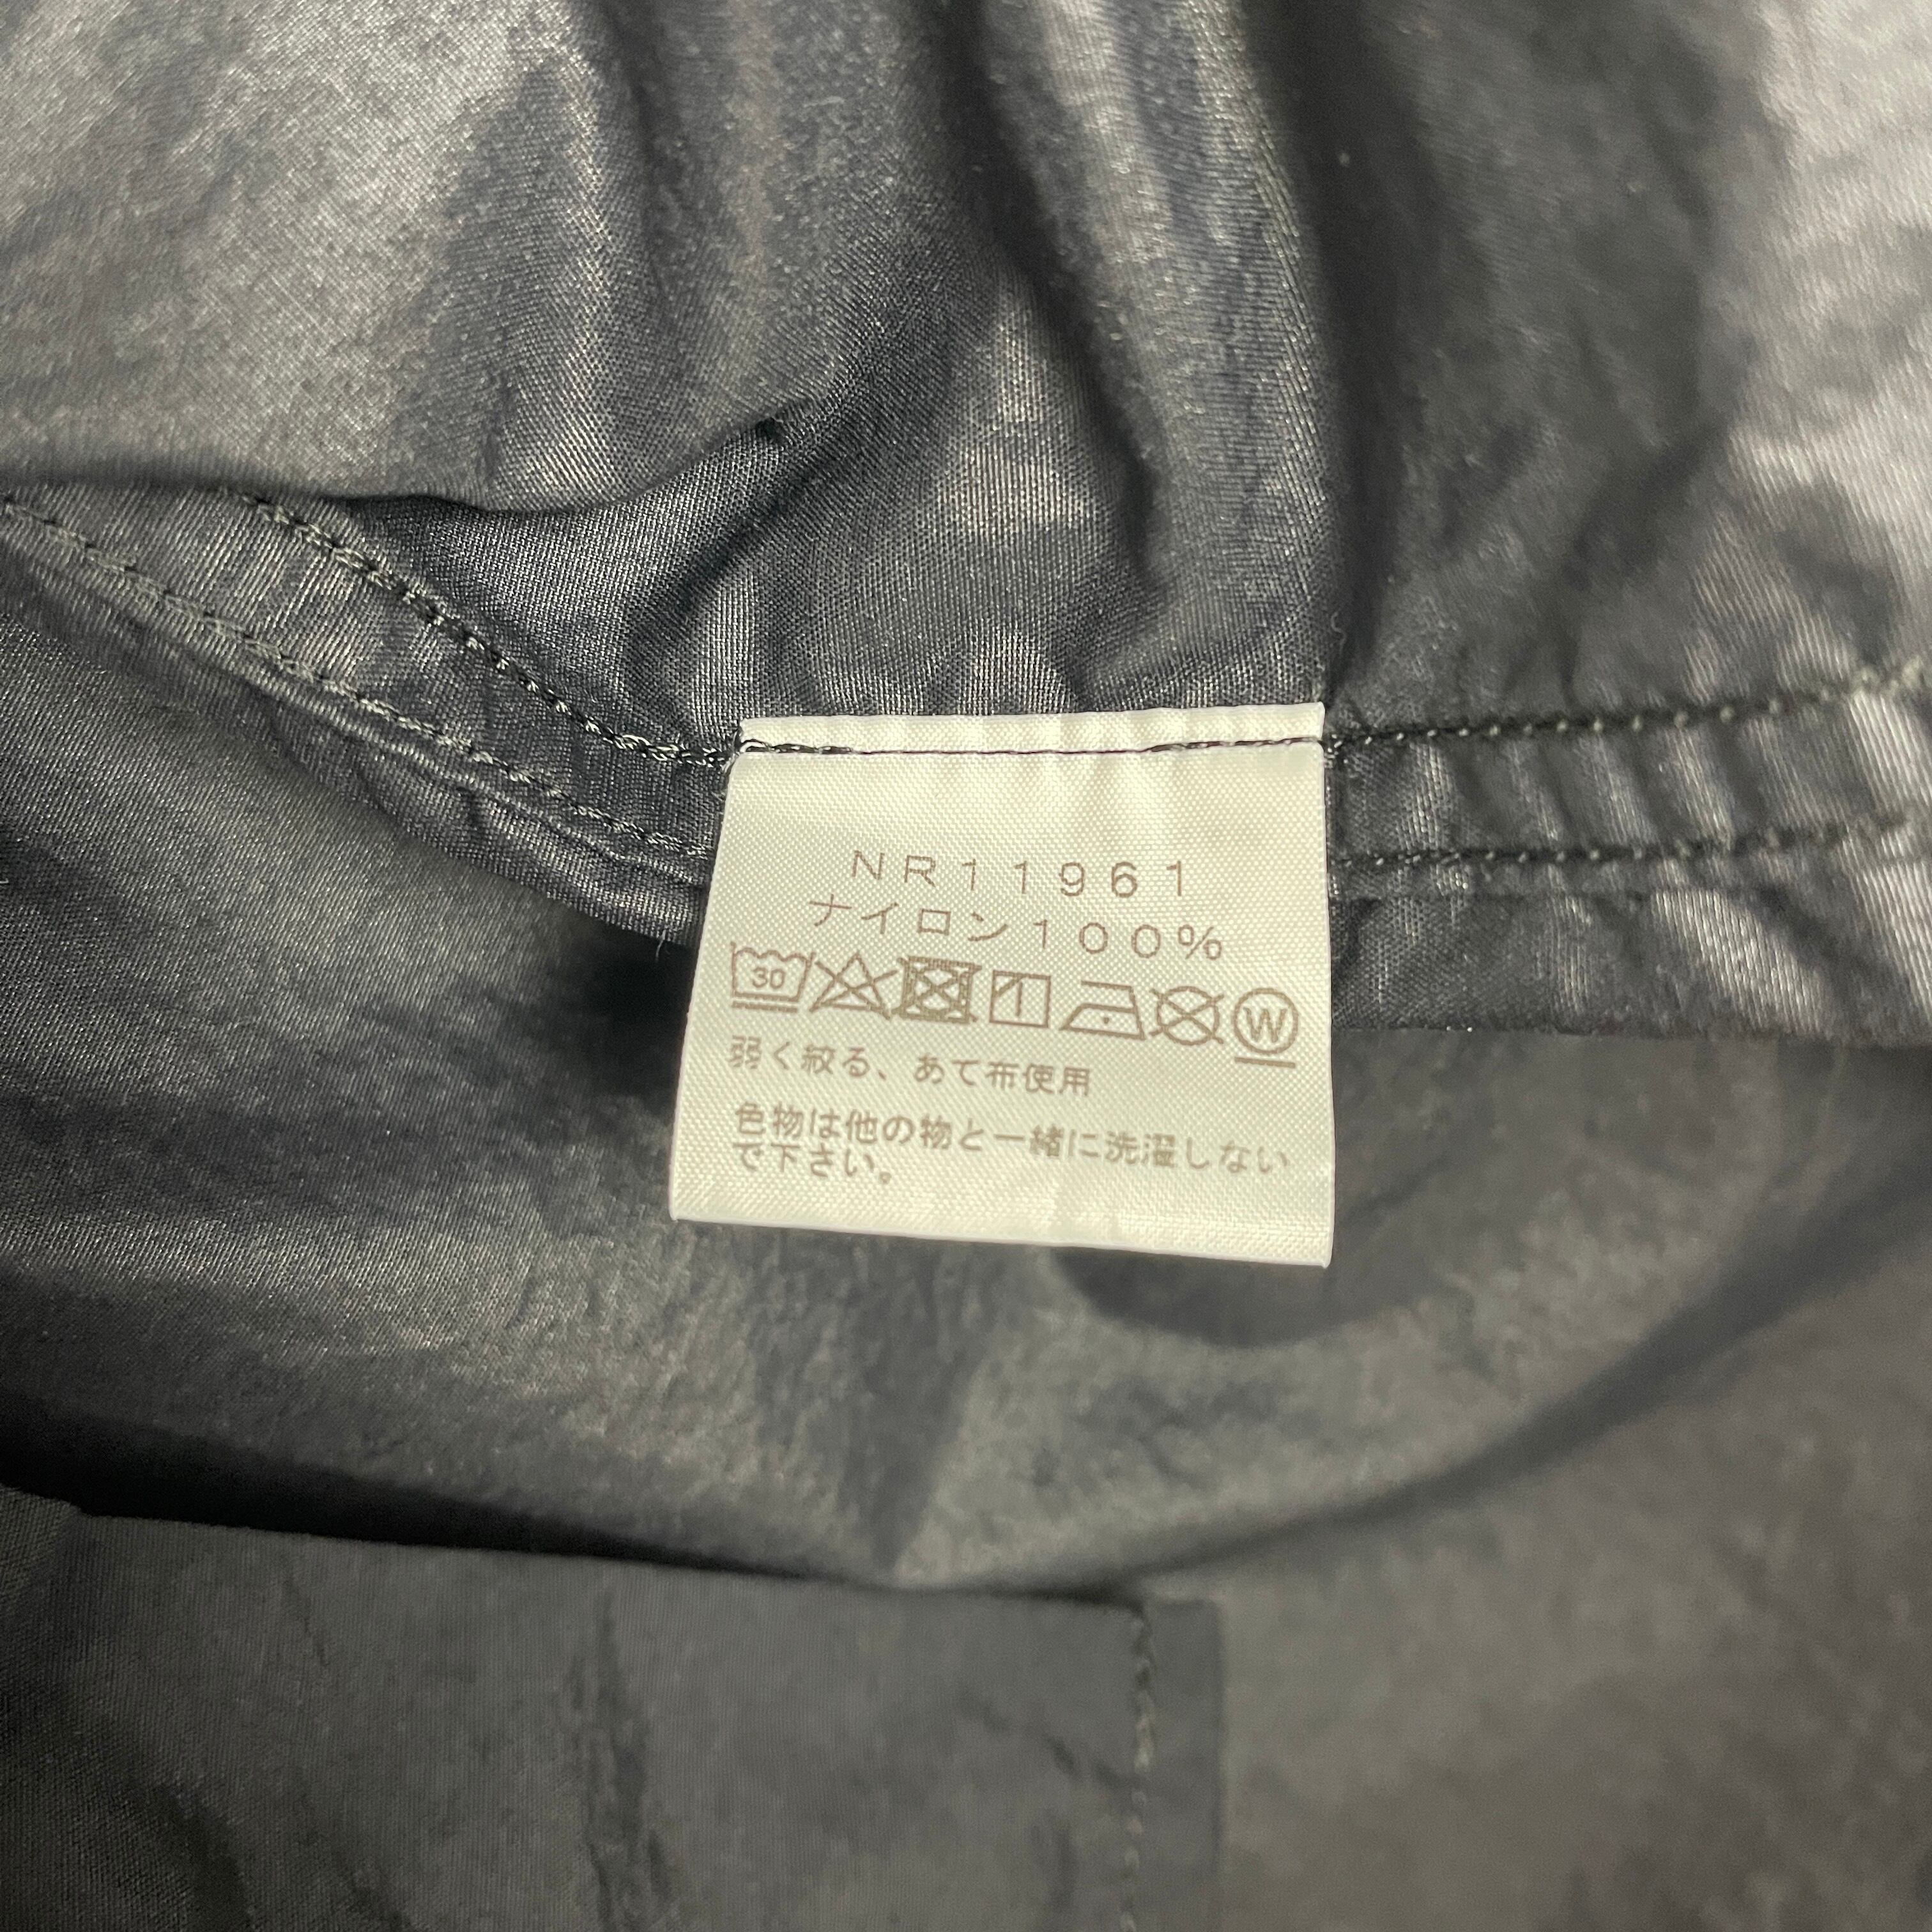 NR11961
ナイロン100%
30 W
弱く絞る、あて布使用
色物は他の物と一緒に洗濯しない
で下さい。